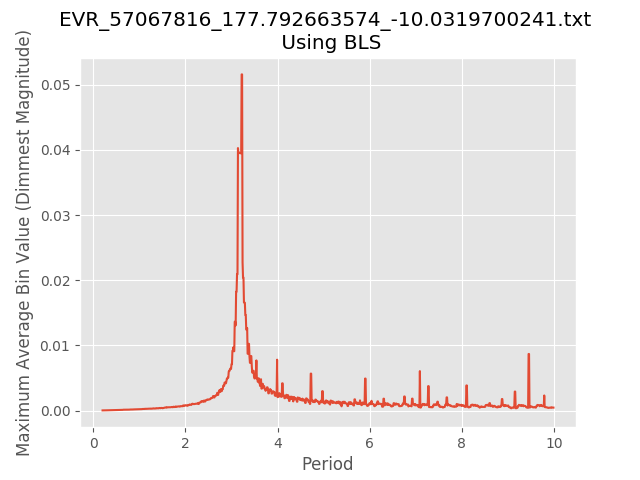 EVR_57067816_177.792663574_-10.0319700241.txt
Using BLS
Maximum Average Bin Value (Dimmest Magnitude)
0.05
0.04
0.03
0.02
0.01
0.00
0 2 4 6 8 10
Period